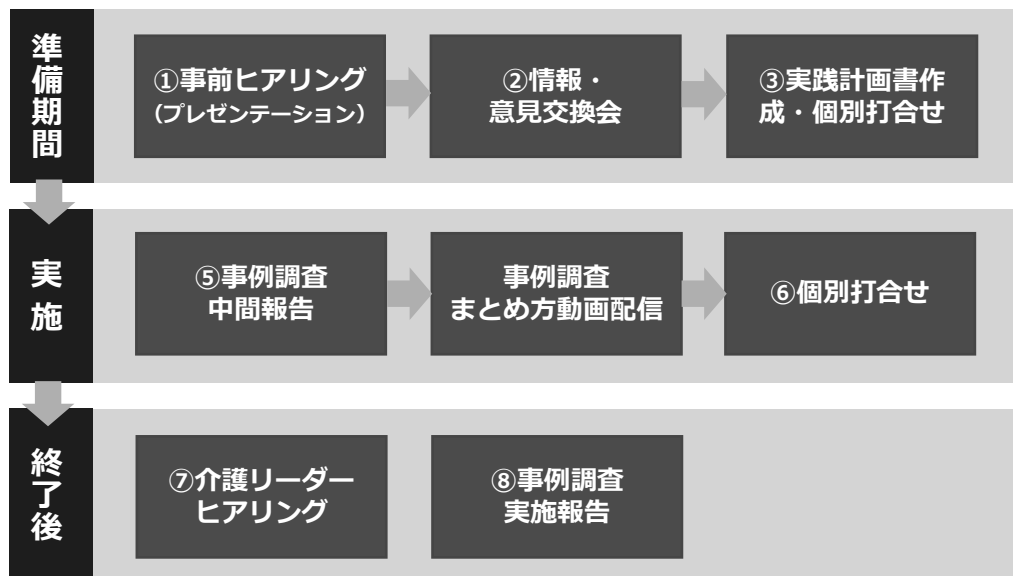 準備期間
①事前ヒアリング
（プレゼンテーション）
②情報・
意見交換会
③実践計画書作
成・個別打合せ
実施
⑤事例調査
中間報告
事例調査
まとめ方動画配信
⑥個別打合せ
終了後
⑦介護リーダー
ヒアリング
⑧事例調査
実施報告